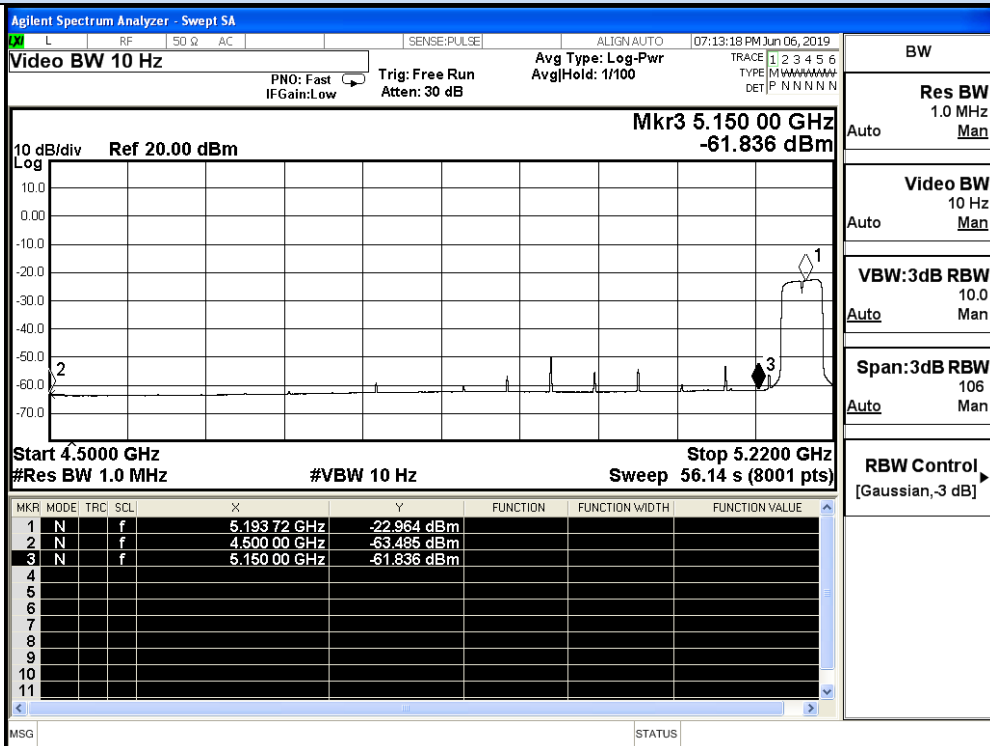 Agilent Spectrum Analyzer - Swept SA
LXI L RF 50 Ω AC SENSE:PULSE ALIGN AUTO 07:13:18 PM Jun 06, 2019
Video BW 10 Hz
PNO: Fast
IFGain:Low
Trig: Free Run
Atten: 30 dB
Avg Type: Log-Pwr
Avg|Hold: 1/100
TRACE 1 2 3 4 5 6
TYPE M WWWWW
DET P N N N N N
Mkr3 5.150 00 GHz
-61.836 dBm
10 dB/div Ref 20.00 dBm
Log
10.0
0.00
-10.0
-20.0
-30.0
-40.0
-50.0
-60.0
-70.0
1
2
3
Start 4.5000 GHz Stop 5.2200 GHz
#Res BW 1.0 MHz #VBW 10 Hz Sweep 56.14 s (8001 pts)
MKR MODE TRC SCL X Y FUNCTION FUNCTION WIDTH FUNCTION VALUE
1 N f 5.193 72 GHz -22.964 dBm
2 N f 4.500 00 GHz -63.485 dBm
3 N f 5.150 00 GHz -61.836 dBm
4
5
6
7
8
9
10
11
MSG STATUS
BW
Res BW
1.0 MHz
Auto Man
Video BW
10 Hz
Auto Man
VBW:3dB RBW
10.0
Auto Man
Span:3dB RBW
106
Auto Man
RBW Control
[Gaussian,-3 dB]